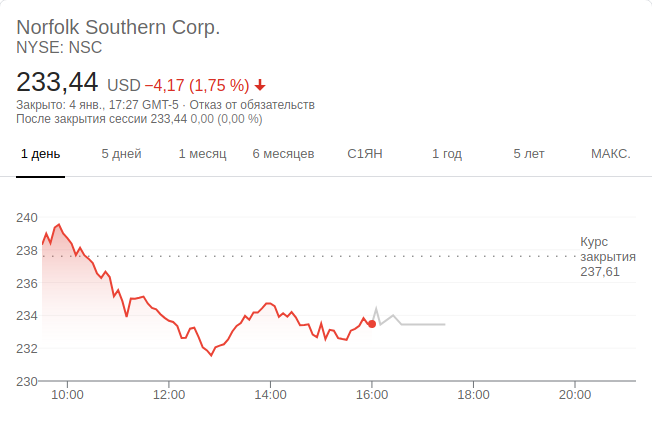 Norfolk Southern Corp.
NYSE: NSC
233,44 USD −4,17 (1,75 %)
Закрыто: 4 янв., 17:27 GMT-5 · Отказ от обязательств
После закрытия сессии 233,44 0,00 (0,00 %)
1 день 5 дней 1 месяц 6 месяцев С1ЯН 1 год 5 лет МАКС.
240
238
236
234
232
230
Курс
закрытия
237,61
10:00 12:00 14:00 16:00 18:00 20:00